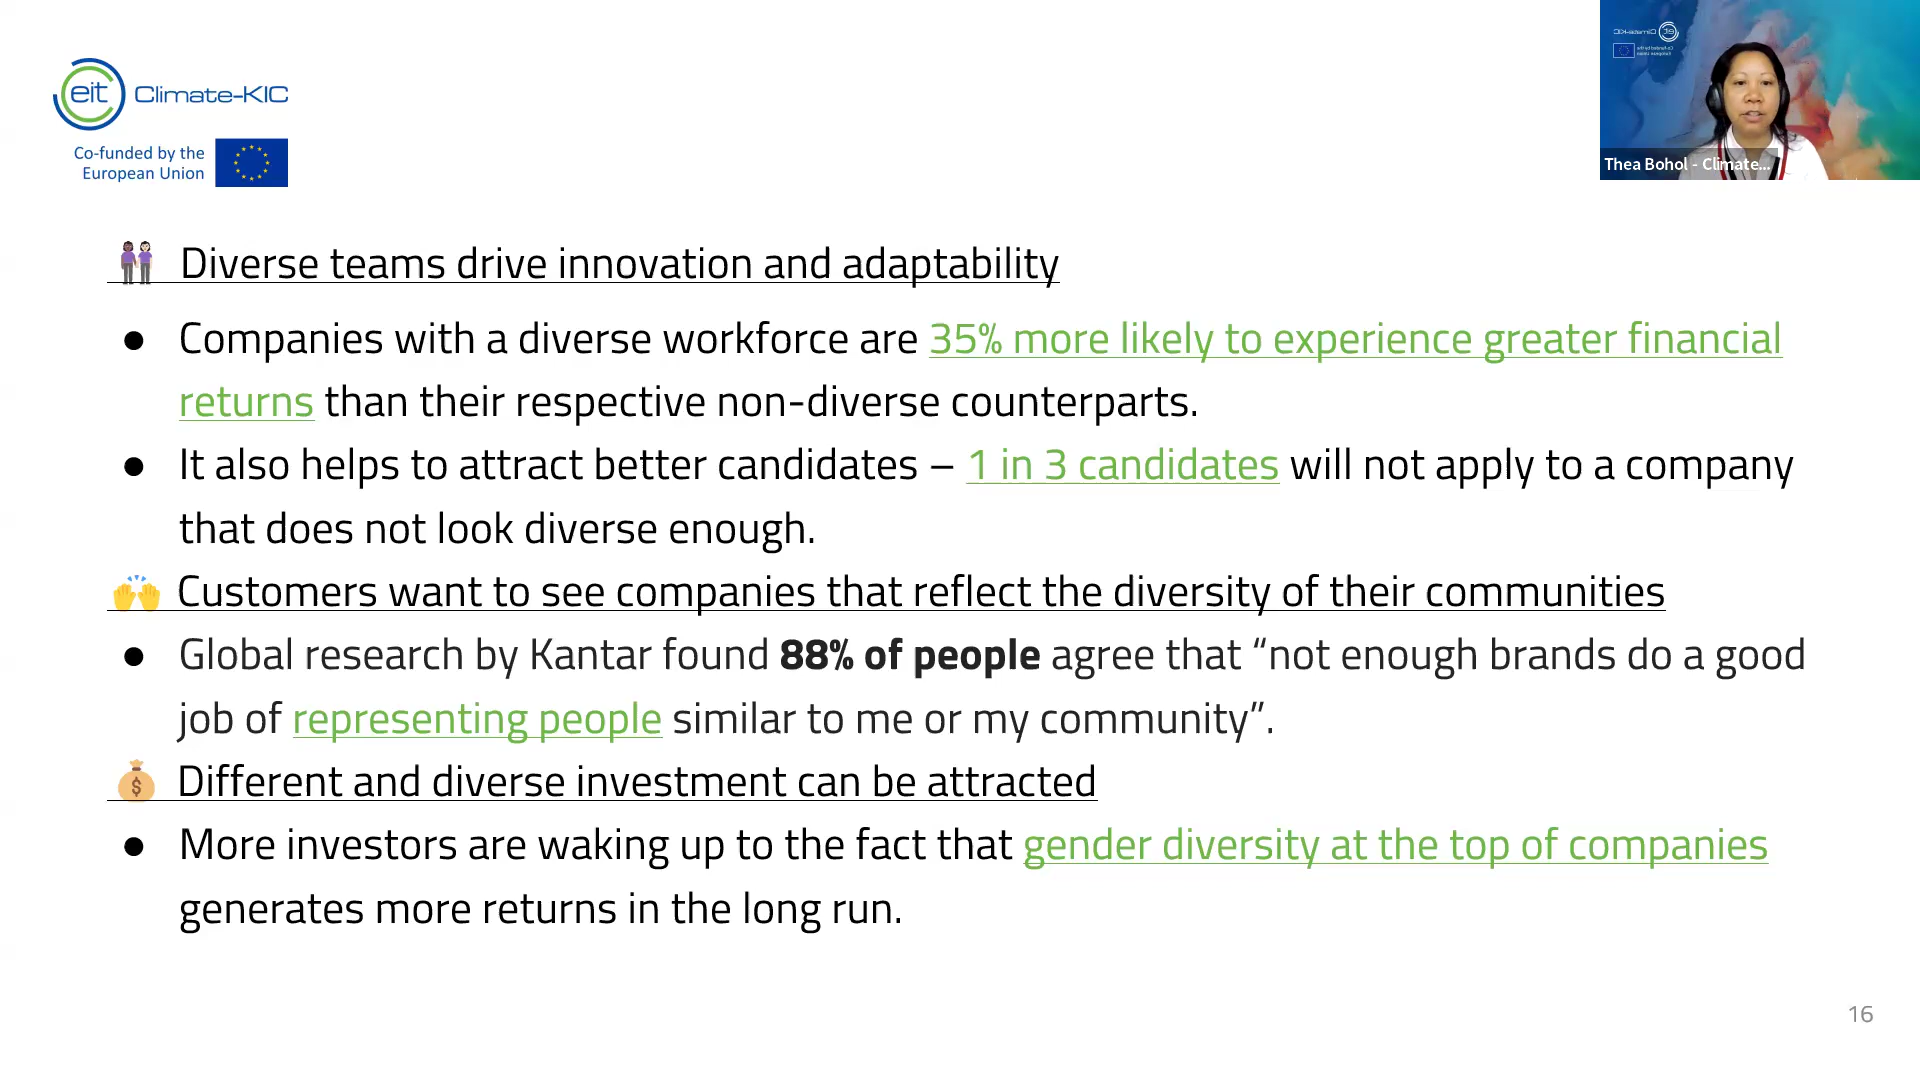 eit Climate-KIC
Co-funded by the
European Union
Thea Bohol - Climate...
Diverse teams drive innovation and adaptability
● Companies with a diverse workforce are 35% more likely to experience greater financial
returns than their respective non-diverse counterparts.
● It also helps to attract better candidates – 1 in 3 candidates will not apply to a company
that does not look diverse enough.
Customers want to see companies that reflect the diversity of their communities
● Global research by Kantar found 88% of people agree that “not enough brands do a good
job of representing people similar to me or my community”.
Different and diverse investment can be attracted
● More investors are waking up to the fact that gender diversity at the top of companies
generates more returns in the long run.
16